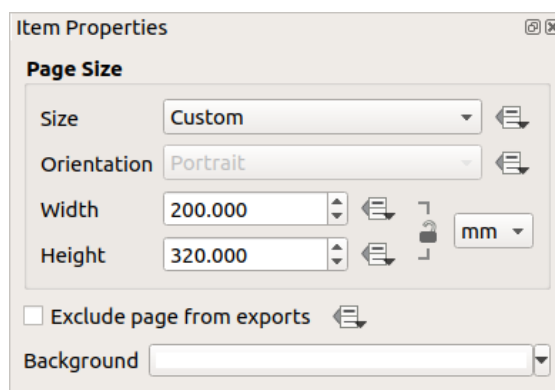 Item Properties
Page Size
Size Custom
Orientation Portrait
Width 200.000
mm
Height 320.000
Exclude page from exports
Background